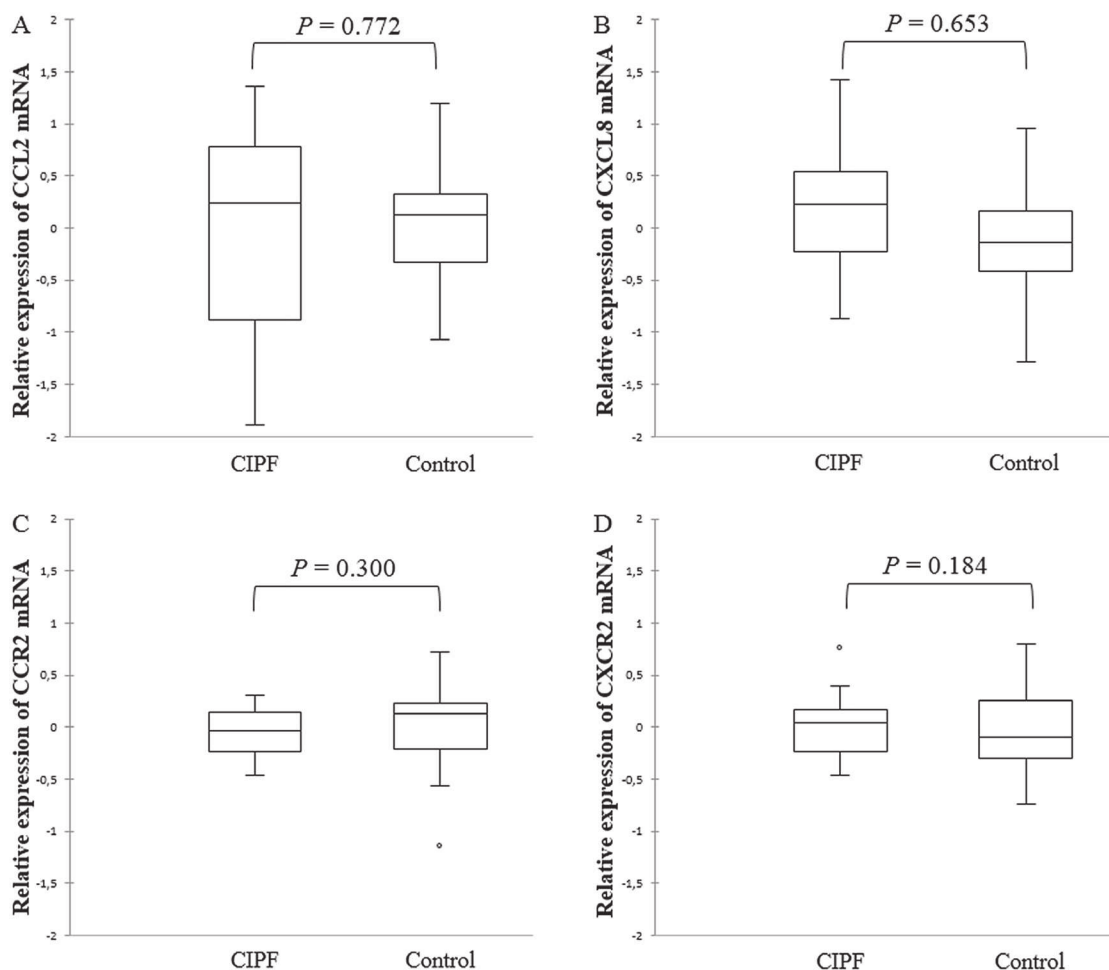 A
Relative expression of CCL2 mRNA
2
1,5
1
0,5
0
-0,5
-1
-1,5
-2
P = 0.772
CIPF
Control
B
Relative expression of CXCL8 mRNA
2
1,5
1
0,5
0
-0,5
-1
-1,5
-2
P = 0.653
CIPF
Control
C
Relative expression of CCR2 mRNA
2
1,5
1
0,5
0
-0,5
-1
-1,5
-2
P = 0.300
CIPF
Control
D
Relative expression of CXCR2 mRNA
2
1,5
1
0,5
0
-0,5
-1
-1,5
-2
P = 0.184
CIPF
Control